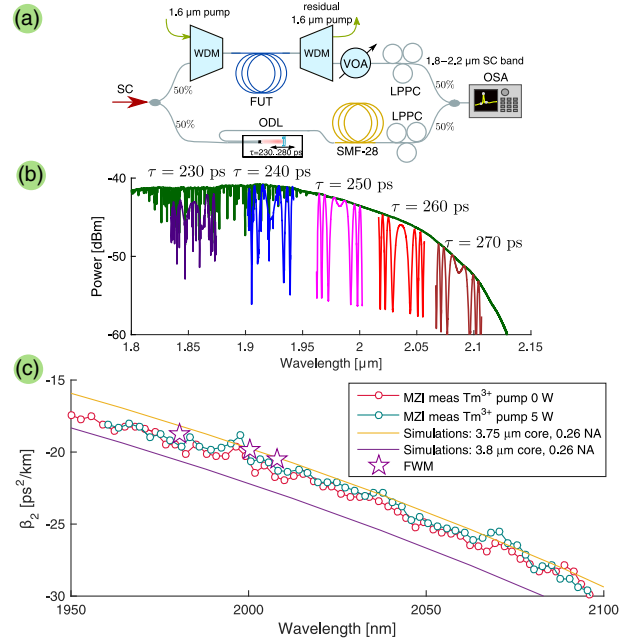 (a)
1.6 μm pump
residual
1.6 μm pump
WDM
WDM
VOA
1.8–2.2 μm SC band
OSA
LPPC
50%
FUT
SC
50%
LPPC
50%
ODL
50%
τ=230..280 ps
SMF-28
(b)
τ = 230 ps
τ = 240 ps
τ = 250 ps
τ = 260 ps
τ = 270 ps
-40
-50
-60
Power [dBm]
1.8
1.85
1.9
1.95
2
2.05
2.1
2.15
Wavelength [μm]
(c)
-15
-20
-25
-30
β2 [ps²/km]
MZI meas Tm³⁺ pump 0 W
MZI meas Tm³⁺ pump 5 W
Simulations: 3.75 μm core, 0.26 NA
Simulations: 3.8 μm core, 0.26 NA
FWM
1950
2000
2050
2100
Wavelength [nm]